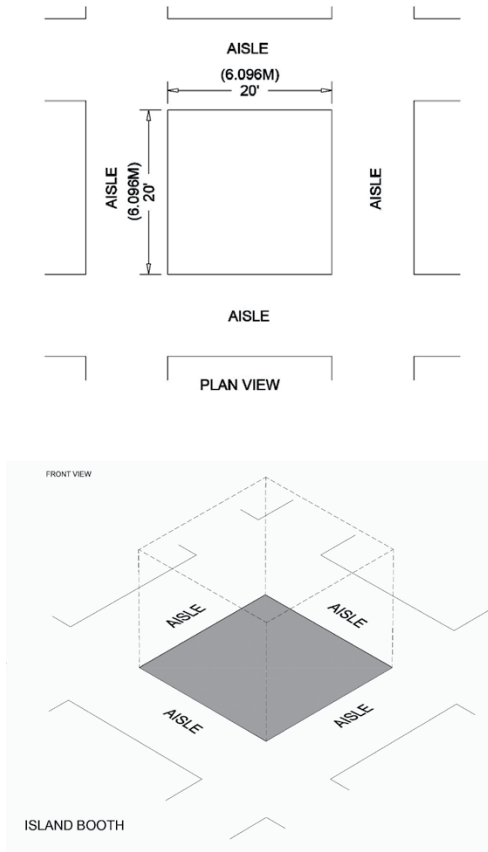 AISLE
(6.096M)
20'
AISLE
(6.096M)
20'
AISLE
AISLE
PLAN VIEW
FRONT VIEW
AISLE
AISLE
AISLE
AISLE
ISLAND BOOTH